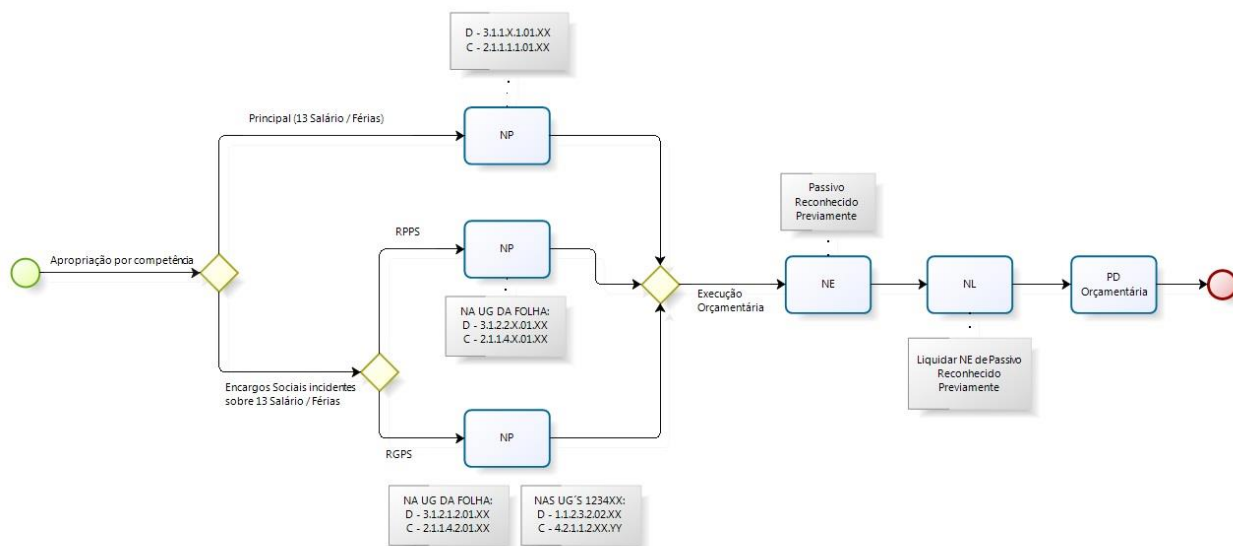 D - 3.1.1.X.1.01.XX
C - 2.1.1.1.1.01.XX
Principal (13 Salário / Férias)
NP
Passivo
Reconhecido
Previamente
RPPS
NP
Apropriação por competência
NE
NL
PD
Orçamentária
Execução
Orçamentária
NA UG DA FOLHA:
D - 3.1.2.2.X.01.XX
C - 2.1.1.4.X.01.XX
Liquidar NE de Passivo
Reconhecido
Previamente
Encargos Sociais incidentes
sobre 13 Salário / Férias
NP
RGPS
NA UG DA FOLHA:
D - 3.1.2.1.2.01.XX
C - 2.1.1.4.2.01.XX
NAS UG´S 1234XX:
D - 1.1.2.3.2.02.XX
C - 4.2.1.1.2.XX.YY